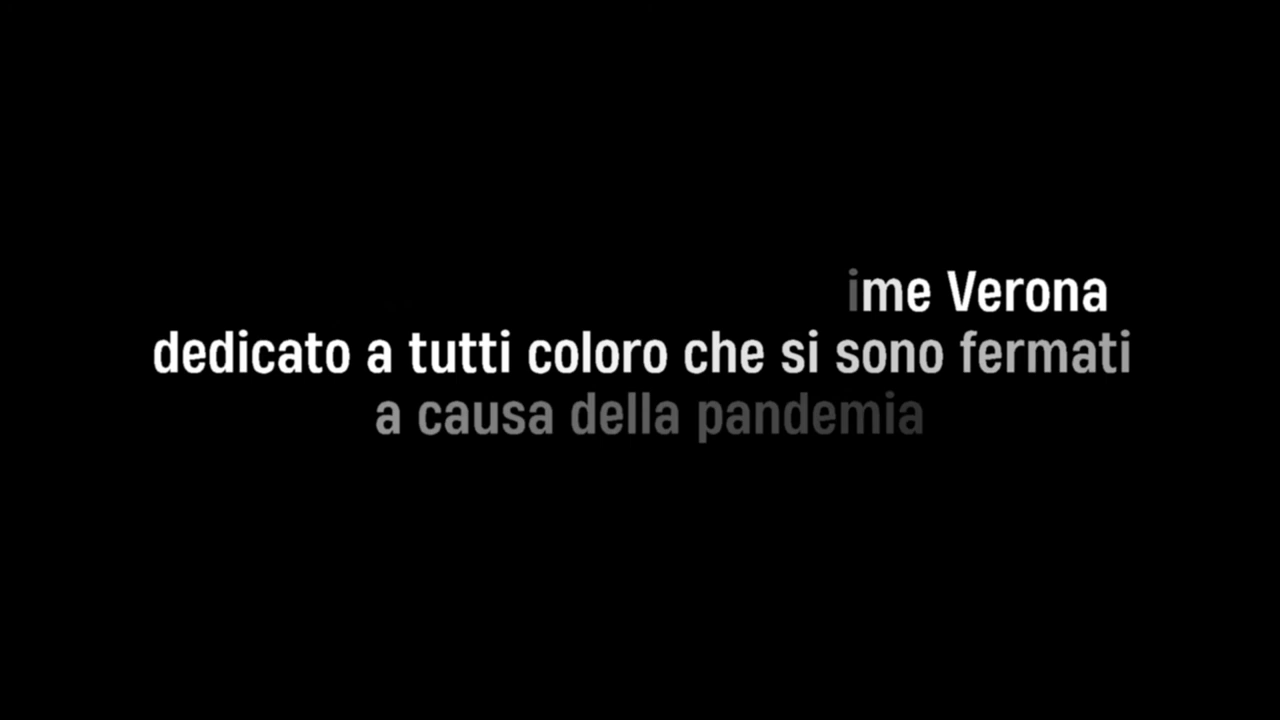 ime Verona
dedicato a tutti coloro che si sono fermati
a causa della pandemia